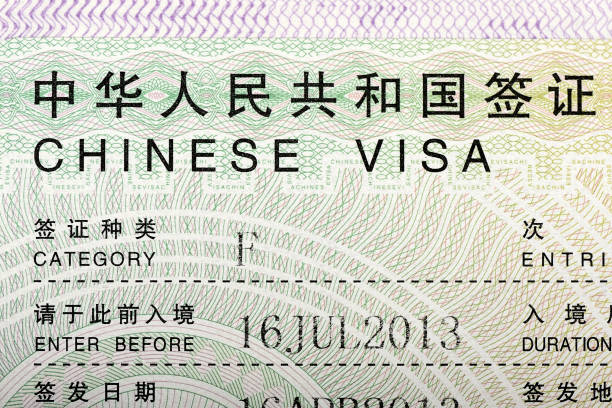 中华人民共和国签证
CHINESE VISA
签证种类 F 次
CATEGORY ENTRI
请于此前入境 16JUL2013 入境
ENTER BEFORE DURATION
签发日期 16APR2013 签发地